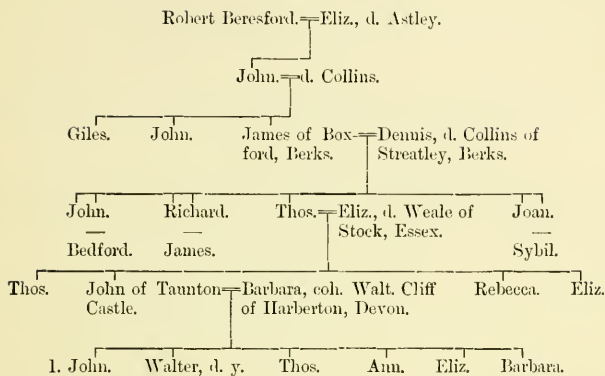 Robert Beresford.=Eliz., d. Astley.
John.=d. Collins.
Giles. John. James of Box-=Dennis, d. Collins of
ford, Berks. Streatley, Berks.
John. Richard. Thos.=Eliz., d. Weale of Joan.
— — Stock, Essex. —
Bedford. James. Sybil.
Thos. John of Taunton=Barbara, coh. Walt. Cliff Rebecca. Eliz.
Castle. of Harberton, Devon.
1. John. Walter, d. y. Thos. Ann. Eliz. Barbara.